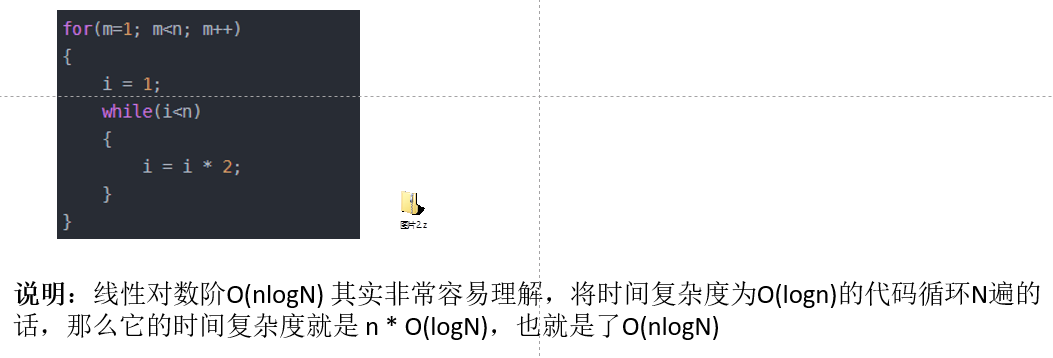 for(m=1; m<n; m++)
{
i = 1;
while(i<n)
{
i = i * 2;
}
}
图片2.z
说明：线性对数阶O(nlogN) 其实非常容易理解，将时间复杂度为O(logn)的代码循环N遍的
话，那么它的时间复杂度就是 n * O(logN)，也就是了O(nlogN)